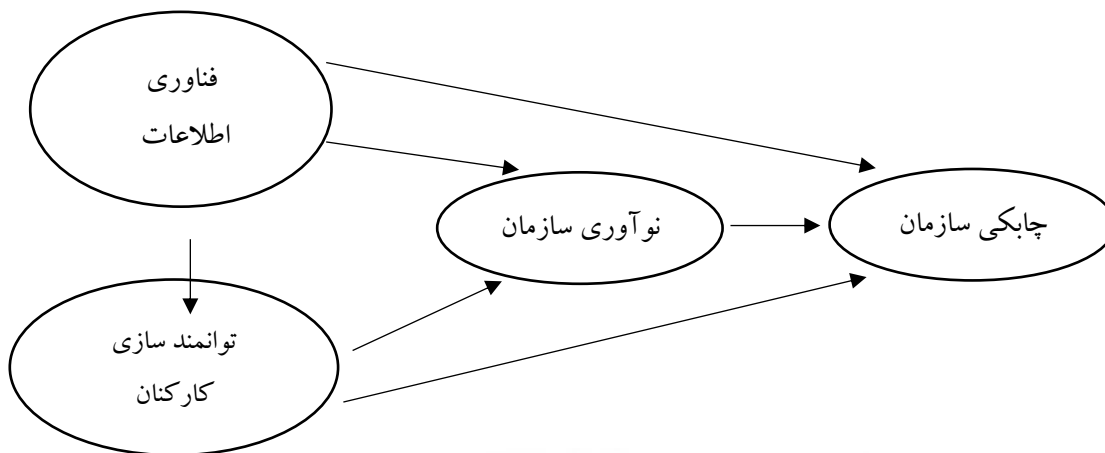 فناوری
اطلاعات
نوآوری سازمان
چابکی سازمان
توانمند سازی
کارکنان